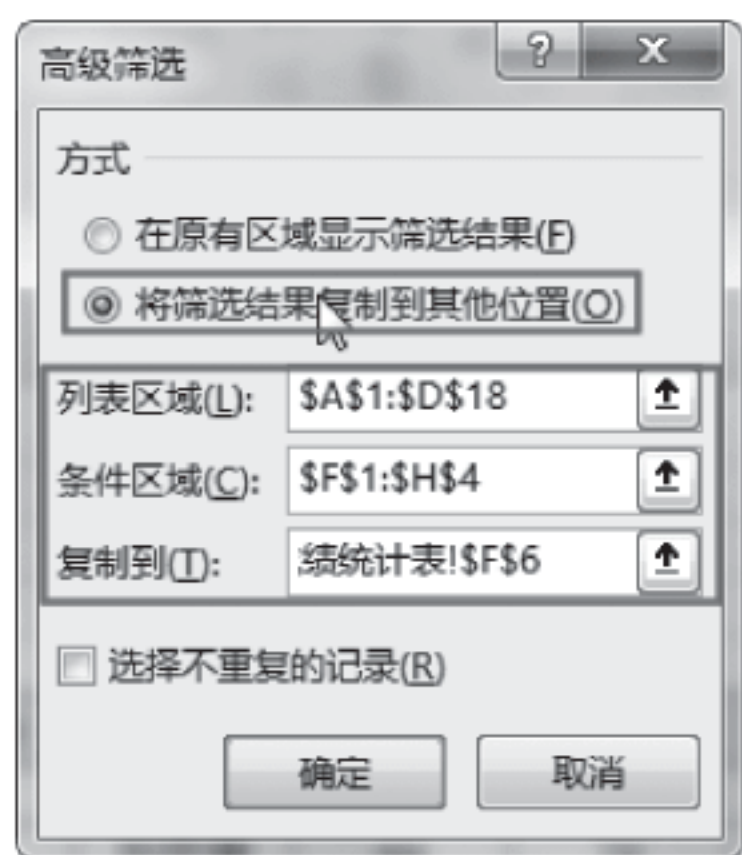 高级筛选
方式
在原有区域显示筛选结果(F)
将筛选结果复制到其他位置(O)
列表区域(L): $A$1:$D$18
条件区域(C): $F$1:$H$4
复制到(T): 绩统计表!$F$6
选择不重复的记录(R)
确定 取消